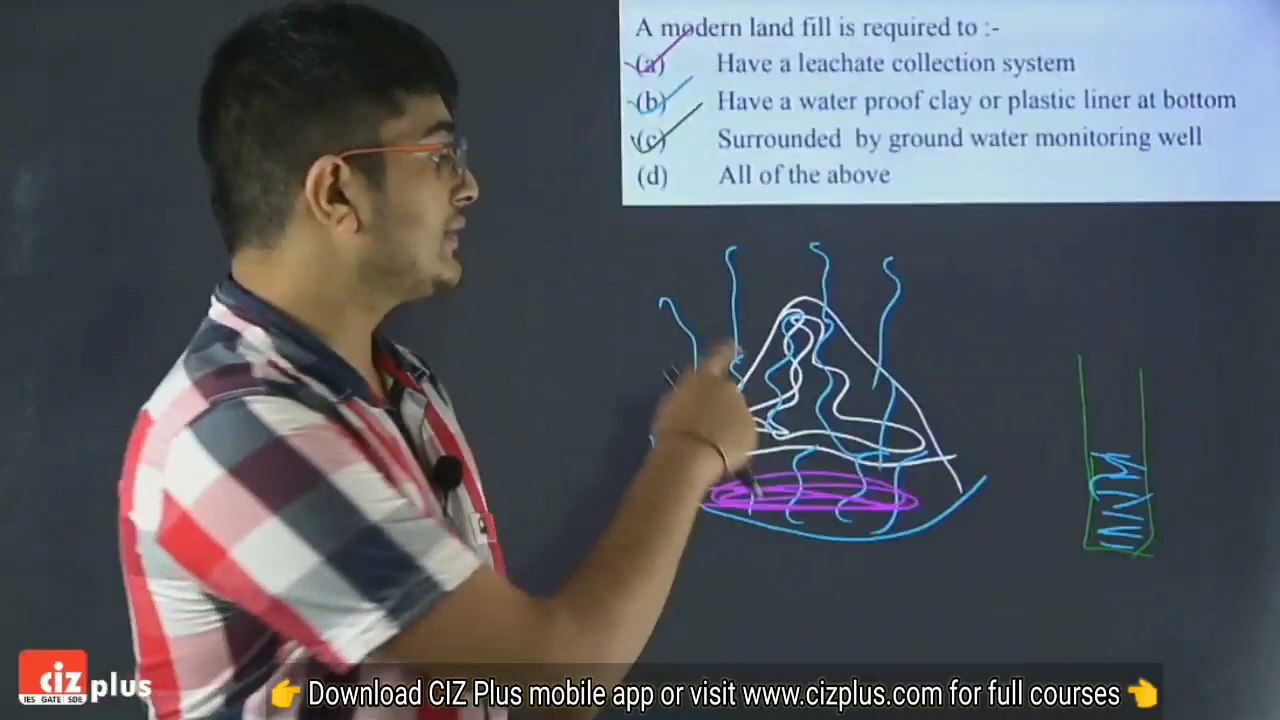 A modern land fill is required to :-
(a) Have a leachate collection system
(b) Have a water proof clay or plastic liner at bottom
(c) Surrounded by ground water monitoring well
(d) All of the above
ciz plus
IES GATE SDE
👉 Download CIZ Plus mobile app or visit www.cizplus.com for full courses 👈